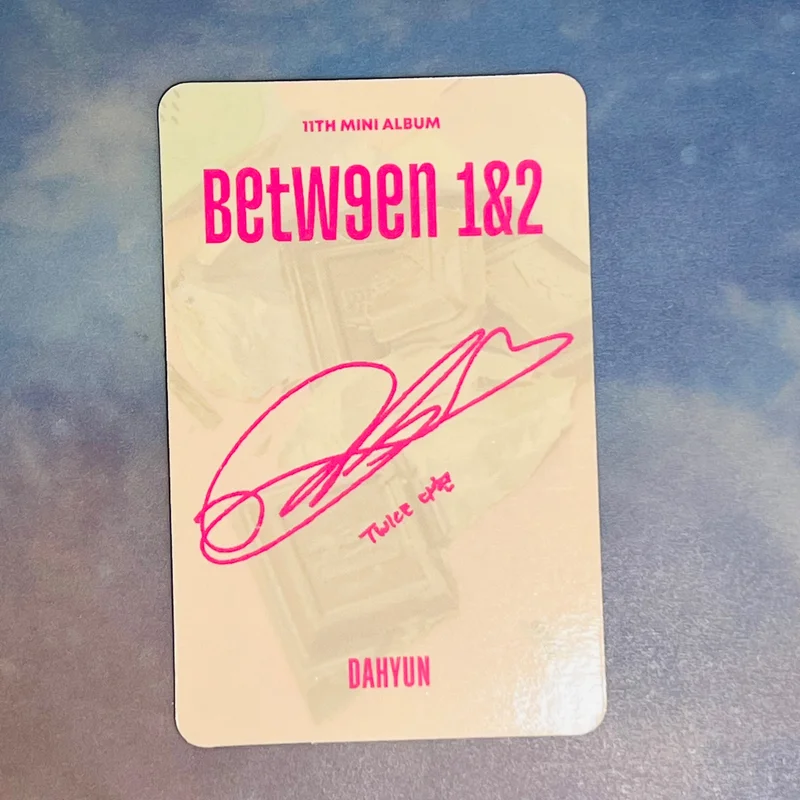 11TH MINI ALBUM
Betw9en 1&2
TWICE 다현
DAHYUN